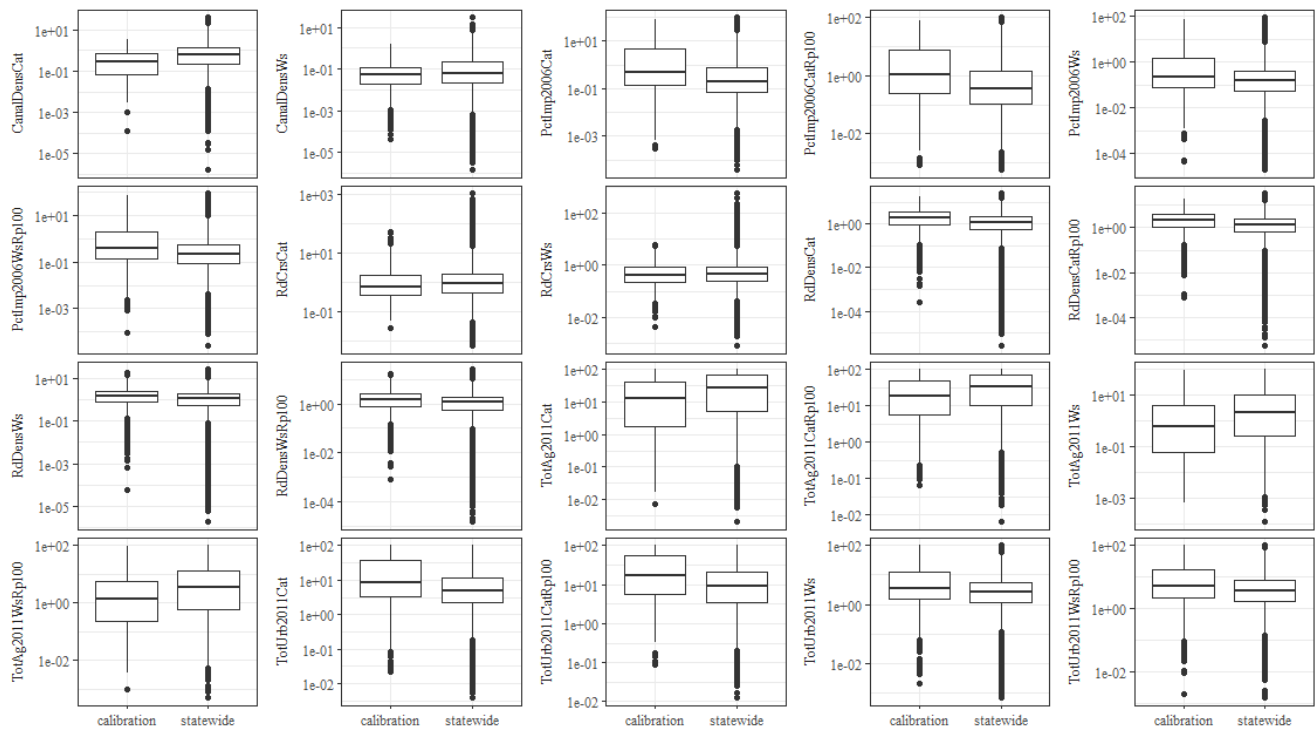 CanalDensCat
1e+01
1e-01
1e-03
1e-05
CanalDensWs
1e+01
1e-01
1e-03
1e-05
PctImp2006Cat
1e+01
1e-01
1e-03
PctImp2006CatRp100
1e+02
1e+00
1e-02
PctImp2006Ws
1e+02
1e+00
1e-02
1e-04
PctImp2006WsRp100
1e+01
1e-01
1e-03
RdCrsCat
1e+03
1e+01
1e-01
RdCrsWs
1e+02
1e+00
1e-02
RdDensCat
1e+00
1e-02
1e-04
RdDensCatRp100
1e+00
1e-02
1e-04
RdDensWs
1e+01
1e-01
1e-03
1e-05
RdDensWsRp100
1e+00
1e-02
1e-04
TotAg2011Cat
1e+02
1e+01
1e+00
1e-01
1e-02
TotAg2011CatRp100
1e+02
1e+01
1e+00
1e-01
1e-02
TotAg2011Ws
1e+01
1e-01
1e-03
TotAg2011WsRp100
1e+02
1e+00
1e-02
TotUrb2011Cat
1e+02
1e+01
1e+00
1e-01
1e-02
TotUrb2011CatRp100
1e+02
1e+01
1e+00
1e-01
1e-02
TotUrb2011Ws
1e+02
1e+00
1e-02
TotUrb2011WsRp100
1e+02
1e+00
1e-02
calibration statewide
calibration statewide
calibration statewide
calibration statewide
calibration statewide